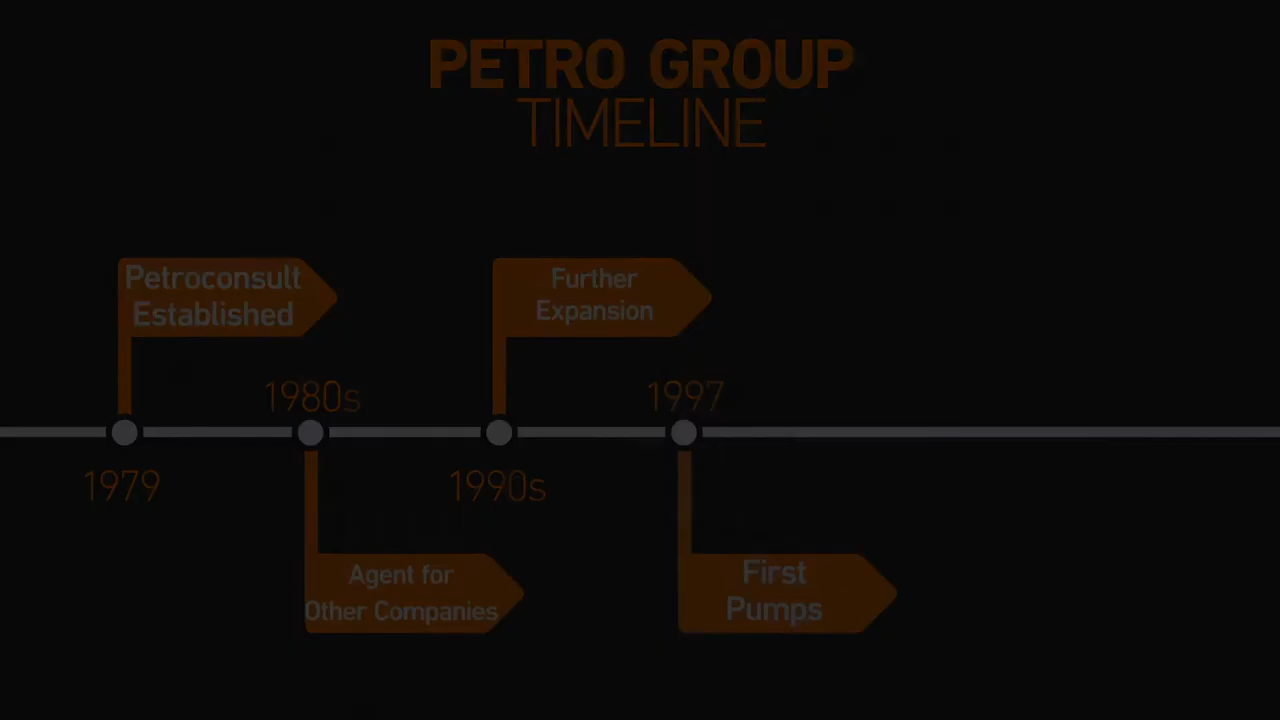 PETRO GROUP
TIMELINE
Petroconsult
Established
Further
Expansion
1980s
1997
1979
1990s
Agent for
Other Companies
First
Pumps